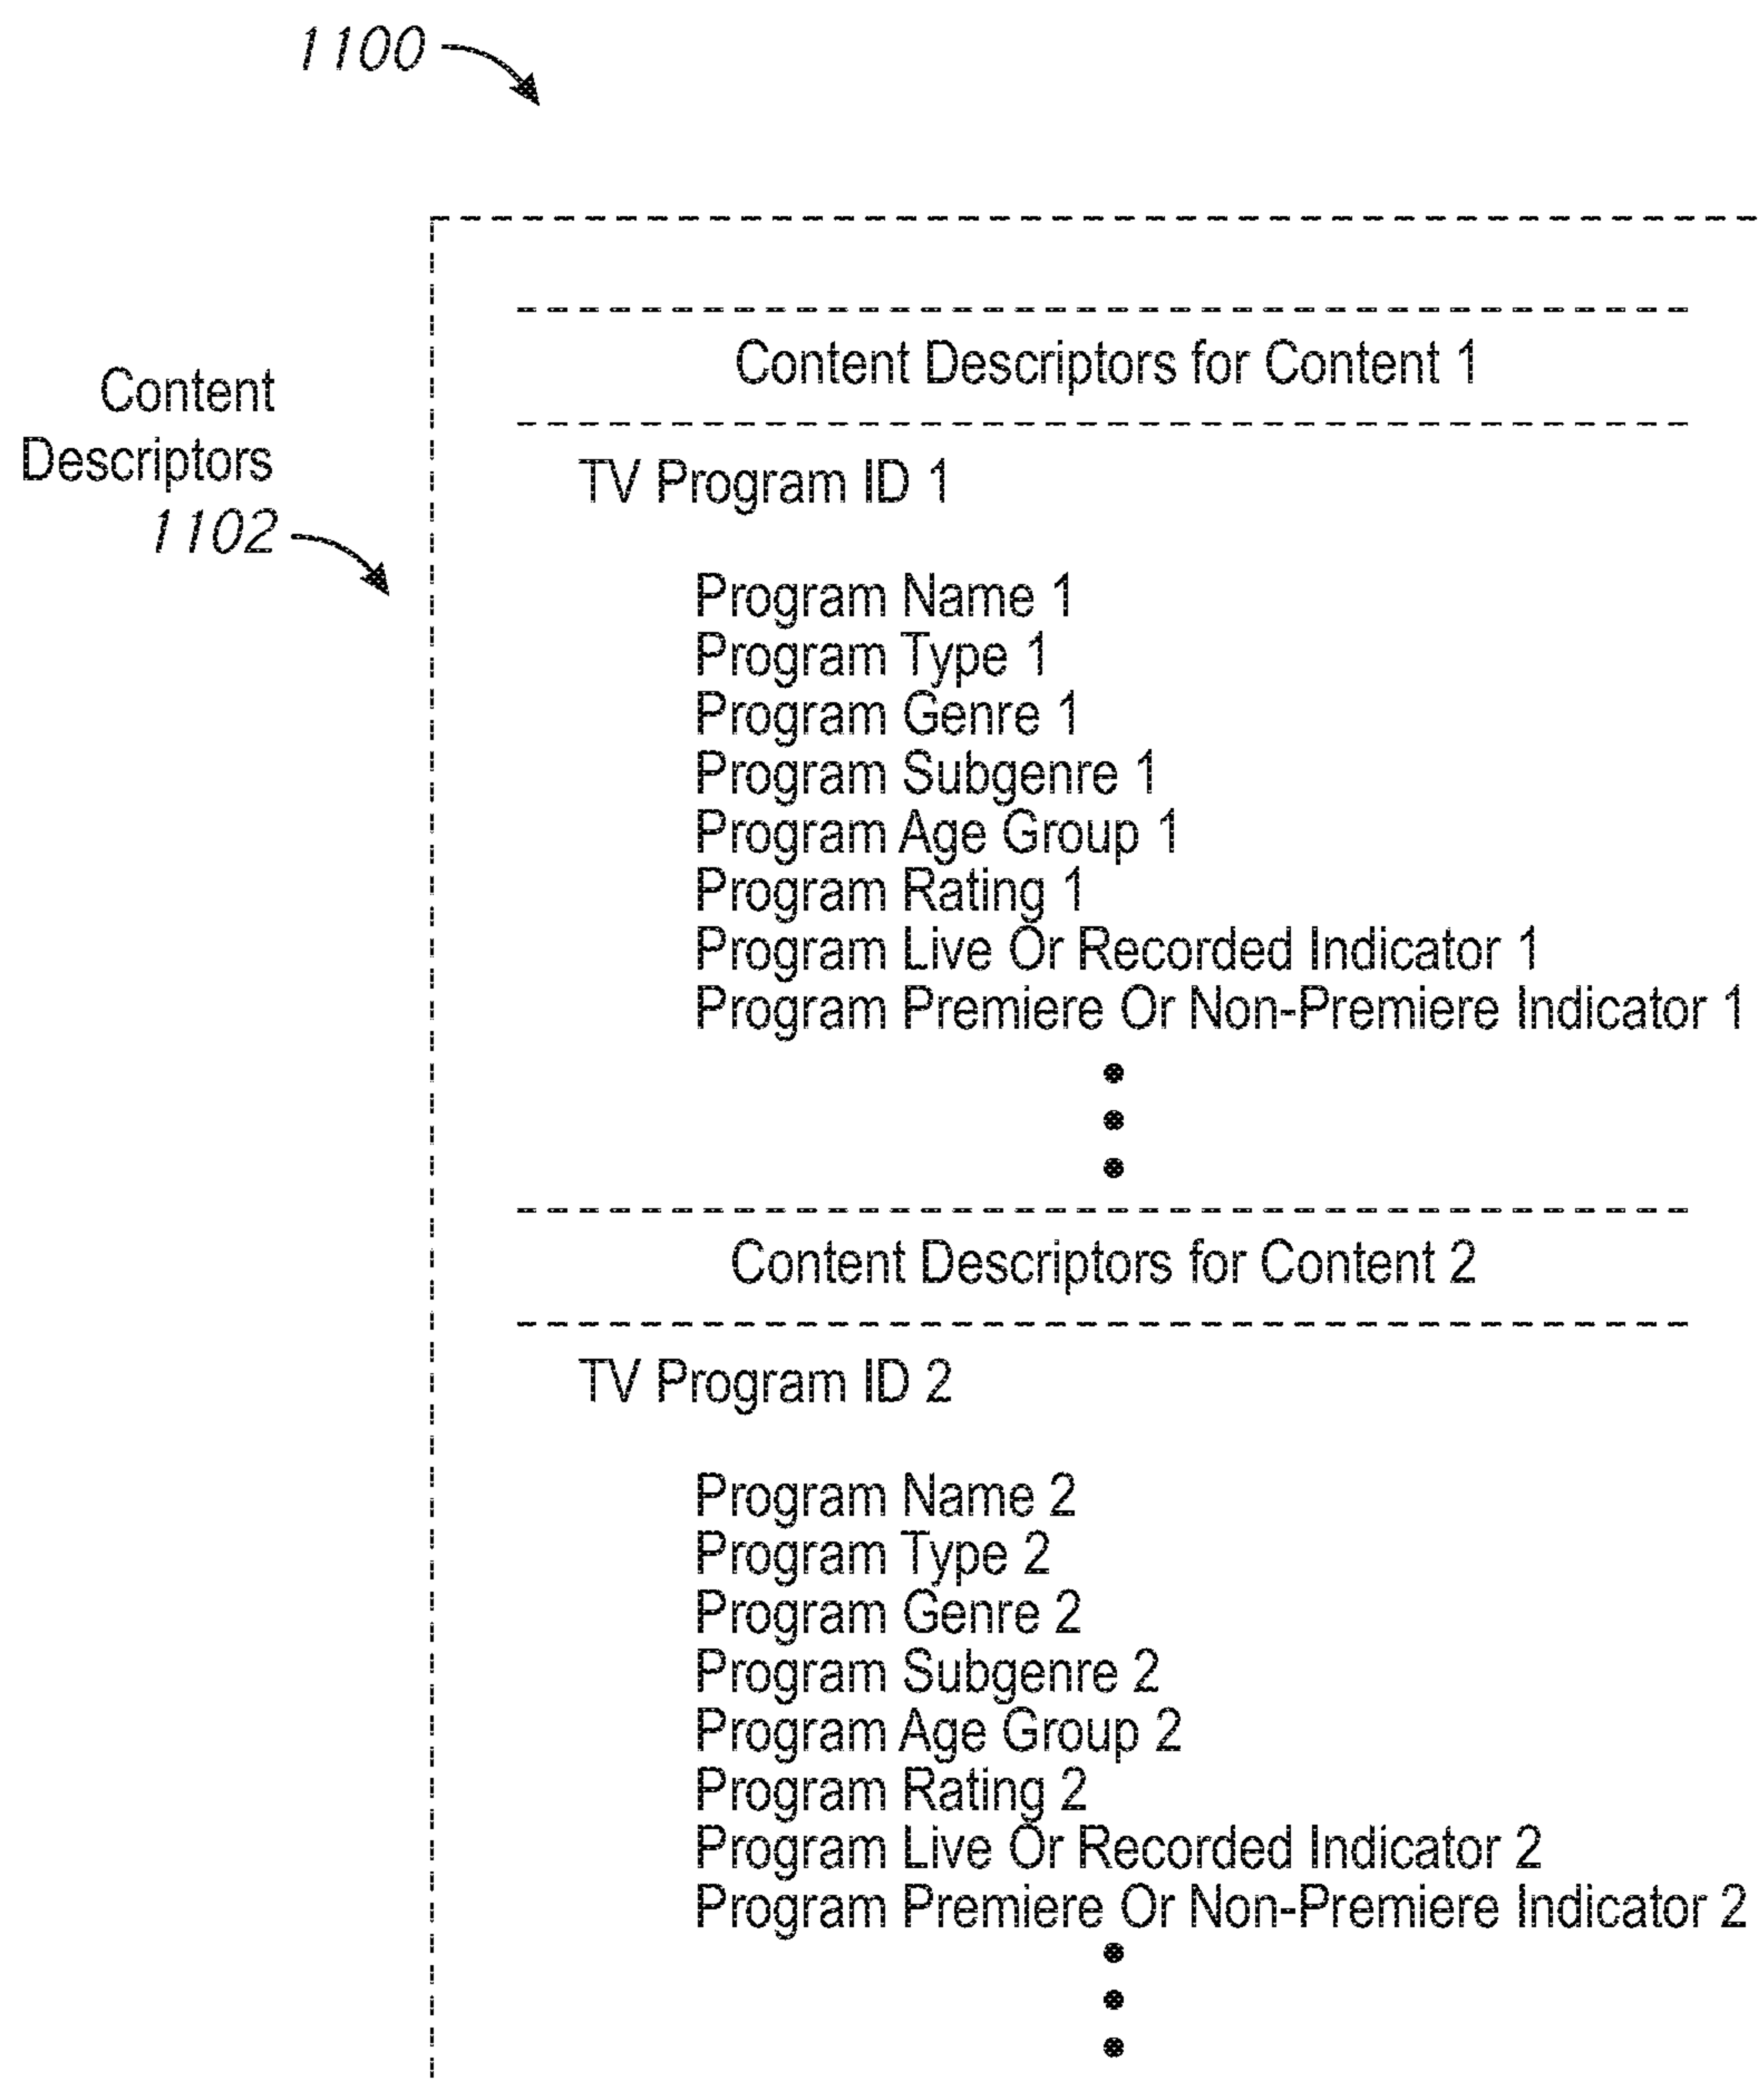 1100
Content Descriptors for Content 1
Content
Descriptors
1102
TV Program ID 1
Program Name 1
Program Type 1
Program Genre 1
Program Subgenre 1
Program Age Group 1
Program Rating 1
Program Live Or Recorded Indicator 1
Program Premiere Or Non-Premiere Indicator 1
Content Descriptors for Content 2
TV Program ID 2
Program Name 2
Program Type 2
Program Genre 2
Program Subgenre 2
Program Age Group 2
Program Rating 2
Program Live Or Recorded Indicator 2
Program Premiere Or Non-Premiere Indicator 2